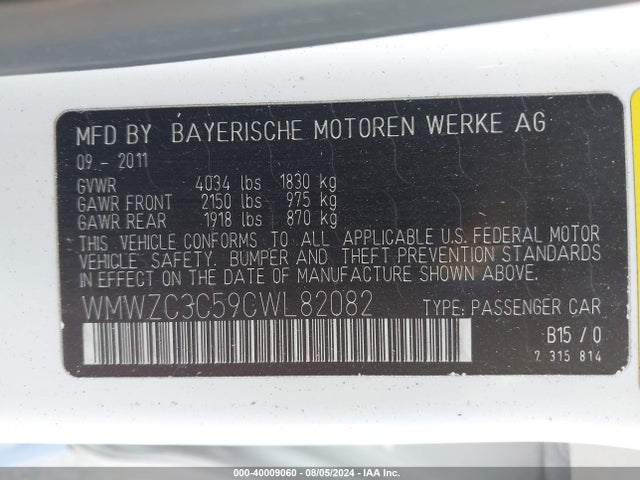 MFD BY BAYERISCHE MOTOREN WERKE AG
09 - 2011
GVWR 4034 lbs 1830 kg
GAWR FRONT 2150 lbs 975 kg
GAWR REAR 1918 lbs 870 kg
THIS VEHICLE CONFORMS TO ALL APPLICABLE U.S. FEDERAL MOTOR
VEHICLE SAFETY, BUMPER AND THEFT PREVENTION STANDARDS
IN EFFECT ON THE DATE OF MANUFACTURE SHOWN ABOVE.
WMWZC3C59CWL82082 TYPE: PASSENGER CAR
B15 / 0
7 315 814
000-40009060 - 08/05/2024 - IAA Inc.